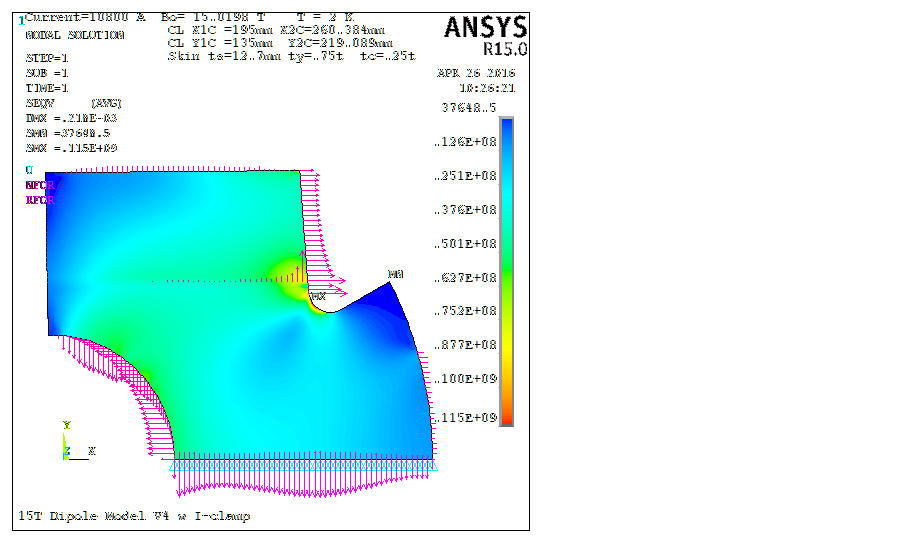 1
Current=10800 A  Bo= 15.0198 T   T = 2 K
NODAL SOLUTION
CL X1C =195mm X2C=260.384mm
CL Y1C =135mm  Y2C=219.089mm
Skin ts=12.7mm ty=.75t  tc=.25t
ANSYS
R15.0
STEP=1
SUB =1
TIME=1
SEQV     (AVG)
DMX =.218E-03
SMN =37648.5
SMX =.115E+09
APR 26 2016
10:26:21
37648.5
.126E+08
.251E+08
.376E+08
.501E+08
.627E+08
.752E+08
.877E+08
.100E+09
.115E+09
U
NFOR
RFOR
MN
MX
Y
Z X
15T Dipole Model V4 w I-clamp